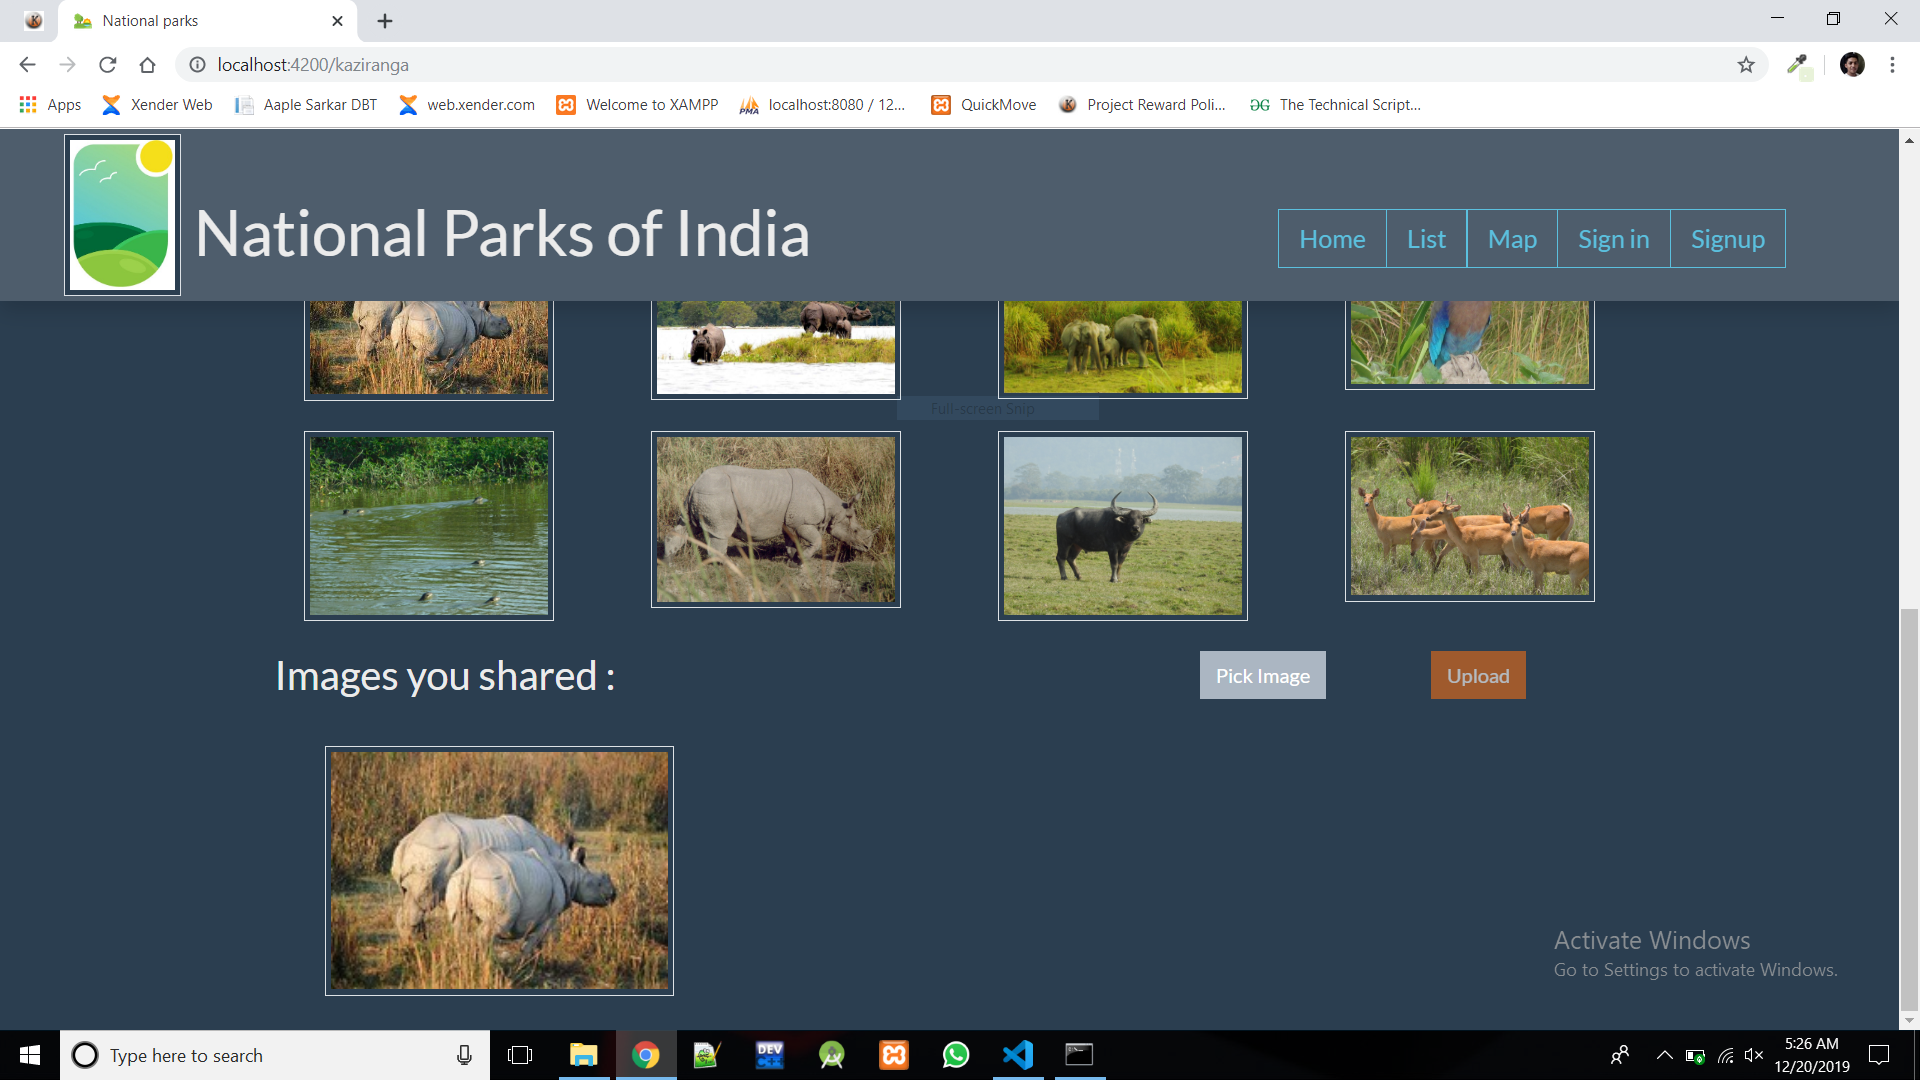 National parks
localhost:4200/kaziranga
Apps
Xender Web
Aaple Sarkar DBT
web.xender.com
Welcome to XAMPP
PMA
localhost:8080 / 12...
QuickMove
Project Reward Poli...
The Technical Script...
National Parks of India
Home
List
Map
Sign in
Signup
Full-screen Snip
Images you shared :
Pick Image
Upload
Activate Windows
Go to Settings to activate Windows.
Type here to search
DEV
C++
5:26 AM
12/20/2019